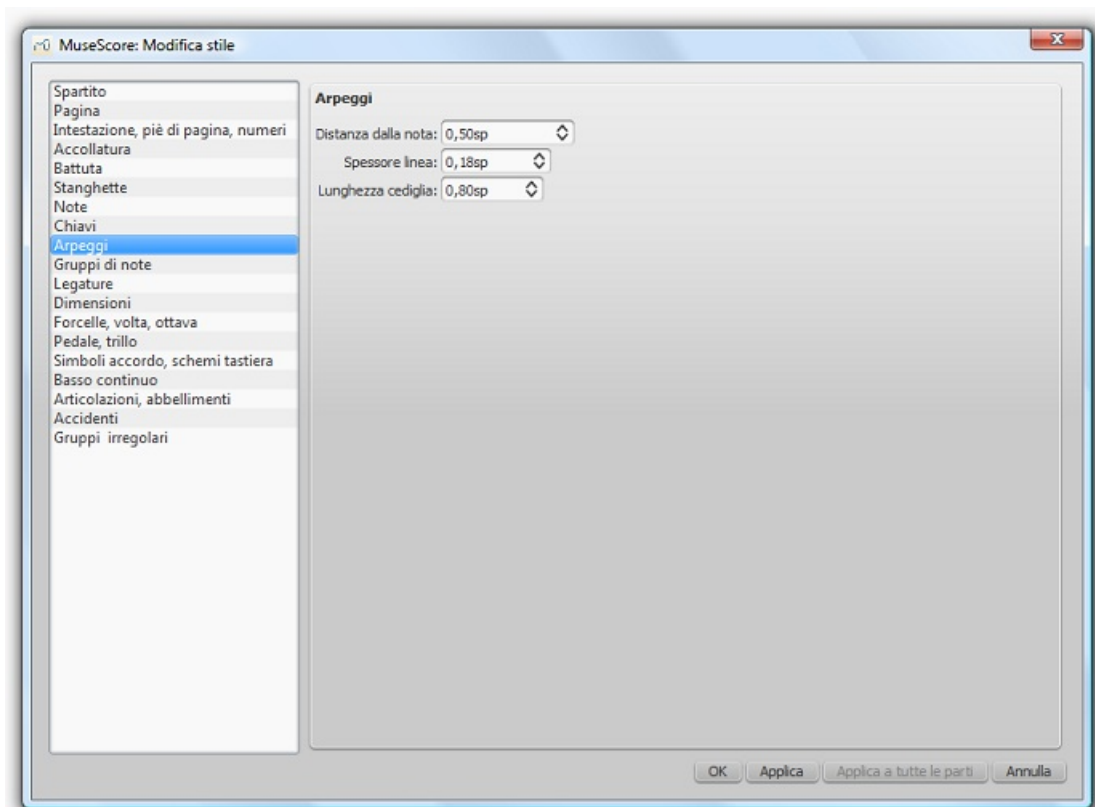 MuseScore: Modifica stile
Spartito
Pagina
Intestazione, piè di pagina, numeri
Accollatura
Battuta
Stanghette
Note
Chiavi
Arpeggi
Gruppi di note
Legature
Dimensioni
Forcelle, volta, ottava
Pedale, trillo
Simboli accordo, schemi tastiera
Basso continuo
Articolazioni, abbellimenti
Accidenti
Gruppi irregolari
Arpeggi
Distanza dalla nota: 0,50sp
Spessore linea: 0,18sp
Lunghezza cediglia: 0,80sp
OK Applica Applica a tutte le parti Annulla